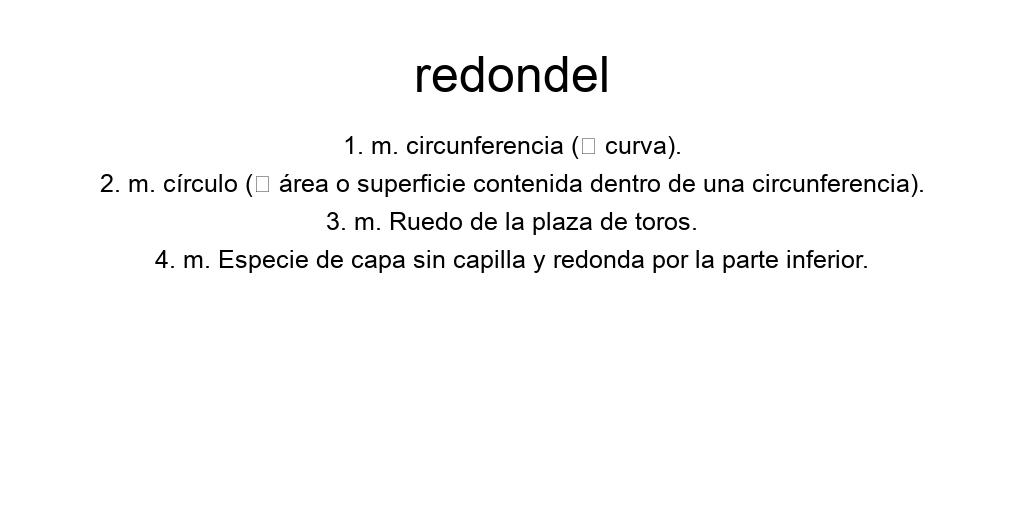 redondel
1. m. circunferencia (□ curva).
2. m. círculo (□ área o superficie contenida dentro de una circunferencia).
3. m. Ruedo de la plaza de toros.
4. m. Especie de capa sin capilla y redonda por la parte inferior.